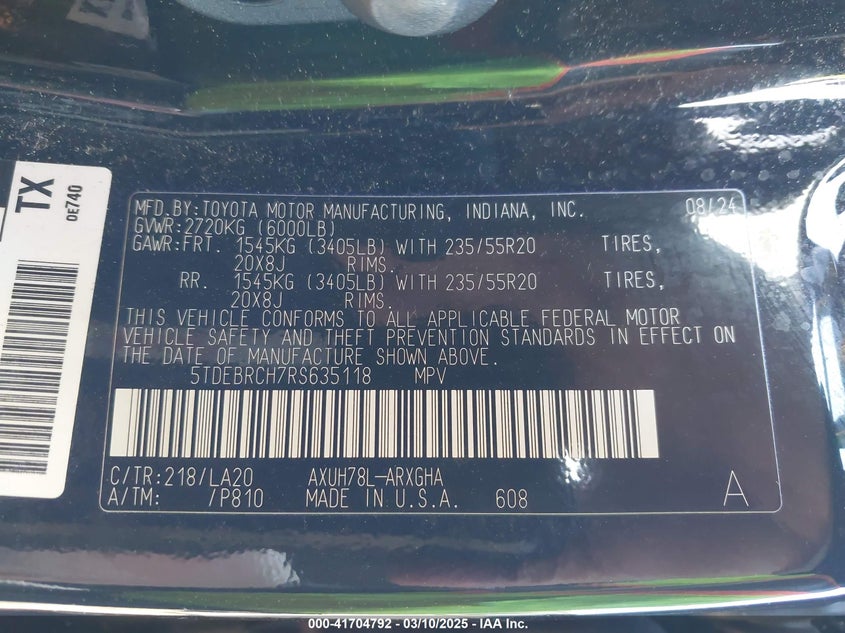 TX
0E740
MFD.BY:TOYOTA MOTOR MANUFACTURING, INDIANA, INC. 08/24
GVWR:2720KG (6000LB)
GAWR:FRT. 1545KG (3405LB) WITH 235/55R20 TIRES,
20X8J RIMS.
RR. 1545KG (3405LB) WITH 235/55R20 TIRES,
20X8J RIMS.
THIS VEHICLE CONFORMS TO ALL APPLICABLE FEDERAL MOTOR
VEHICLE SAFETY AND THEFT PREVENTION STANDARDS IN EFFECT ON
THE DATE OF MANUFACTURE SHOWN ABOVE.
5TDEBRCH7RS635118 MPV
C/TR:218/LA20 AXUH78L-ARXGHA
A/TM: /P810 MADE IN U.S.A. 608 A
000-41704792 - 03/10/2025 - IAA Inc.